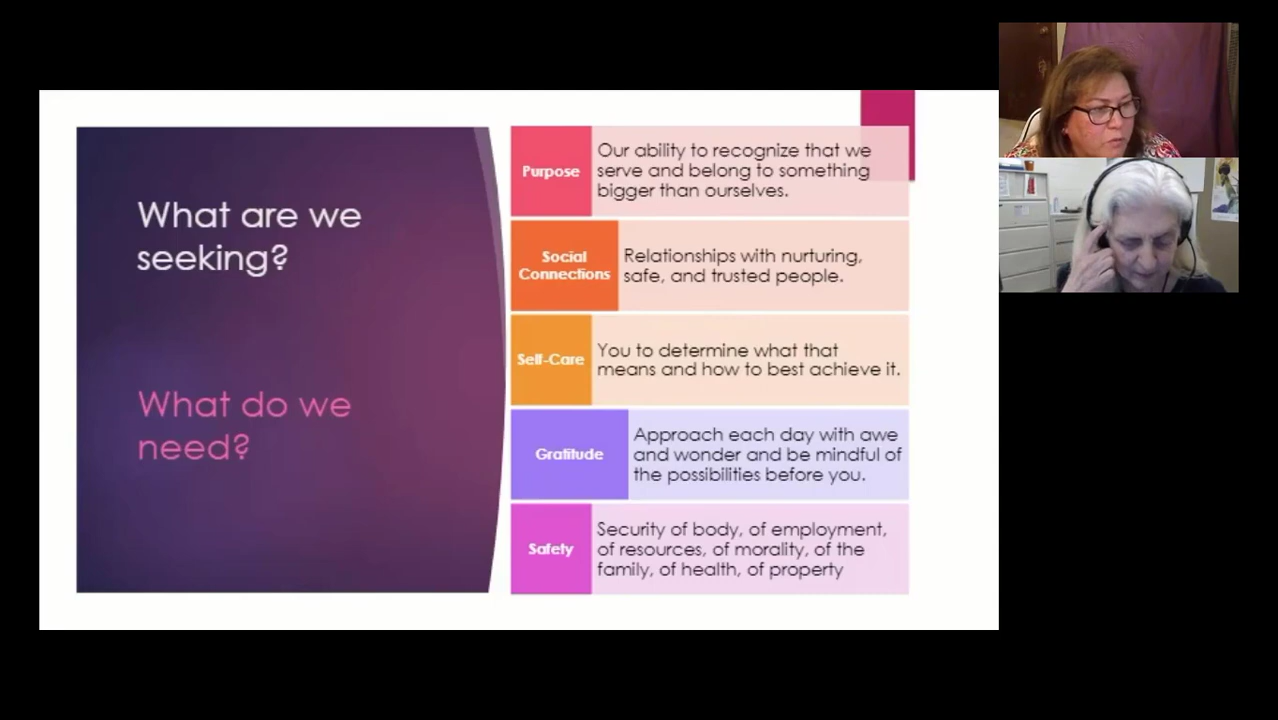 What are we
seeking?
What do we
need?
Purpose
Our ability to recognize that we
serve and belong to something
bigger than ourselves.
Social
Connections
Relationships with nurturing,
safe, and trusted people.
Self-Care
You to determine what that
means and how to best achieve it.
Gratitude
Approach each day with awe
and wonder and be mindful of
the possibilities before you.
Safety
Security of body, of employment,
of resources, of morality, of the
family, of health, of property